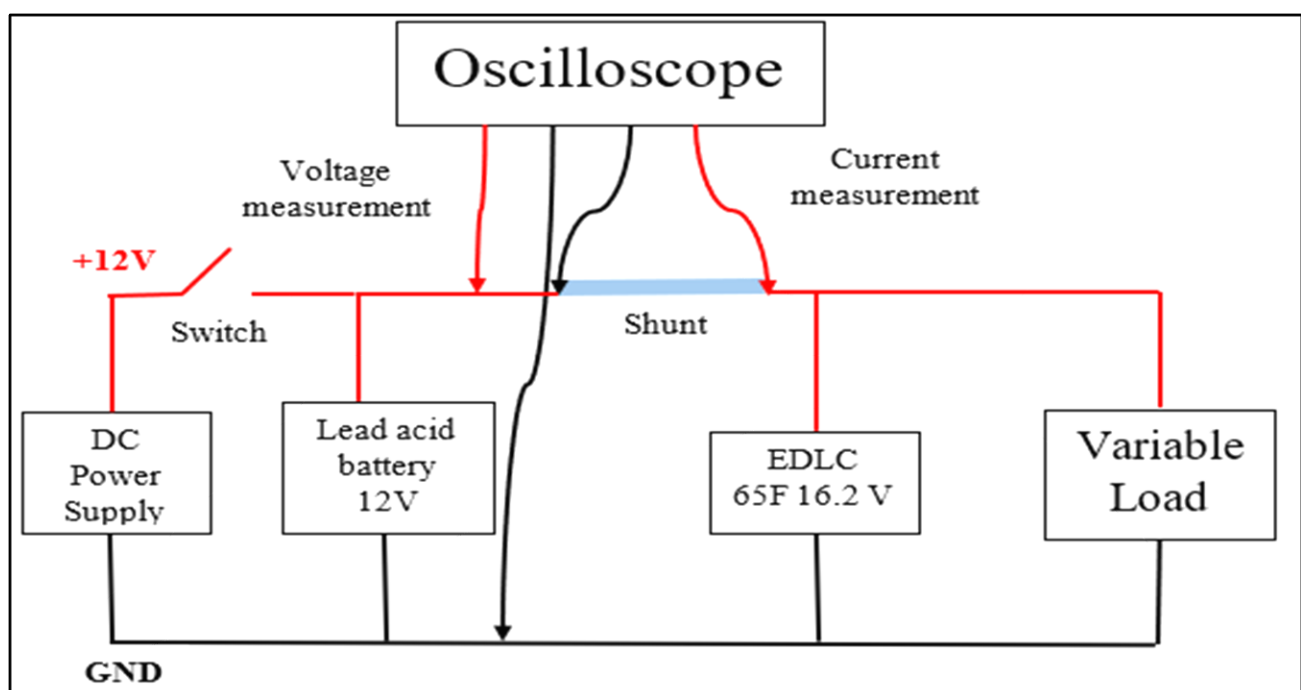 Oscilloscope
Voltage
measurement
Current
measurement
+12V
Switch
Shunt
DC
Power
Supply
Lead acid
battery
12V
EDLC
65F 16.2 V
Variable
Load
GND